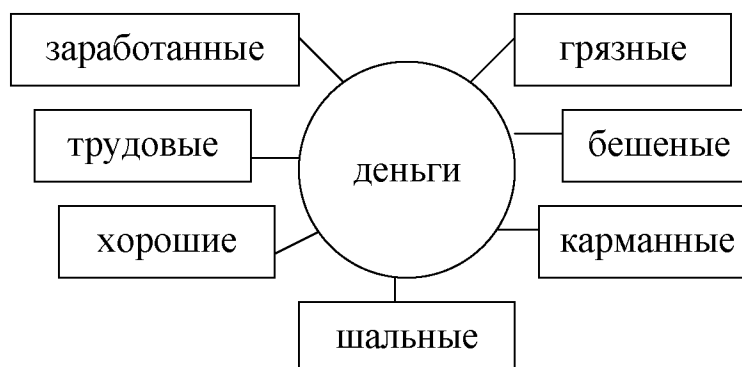 заработанные
грязные
трудовые
бешеные
деньги
хорошие
карманные
шальные